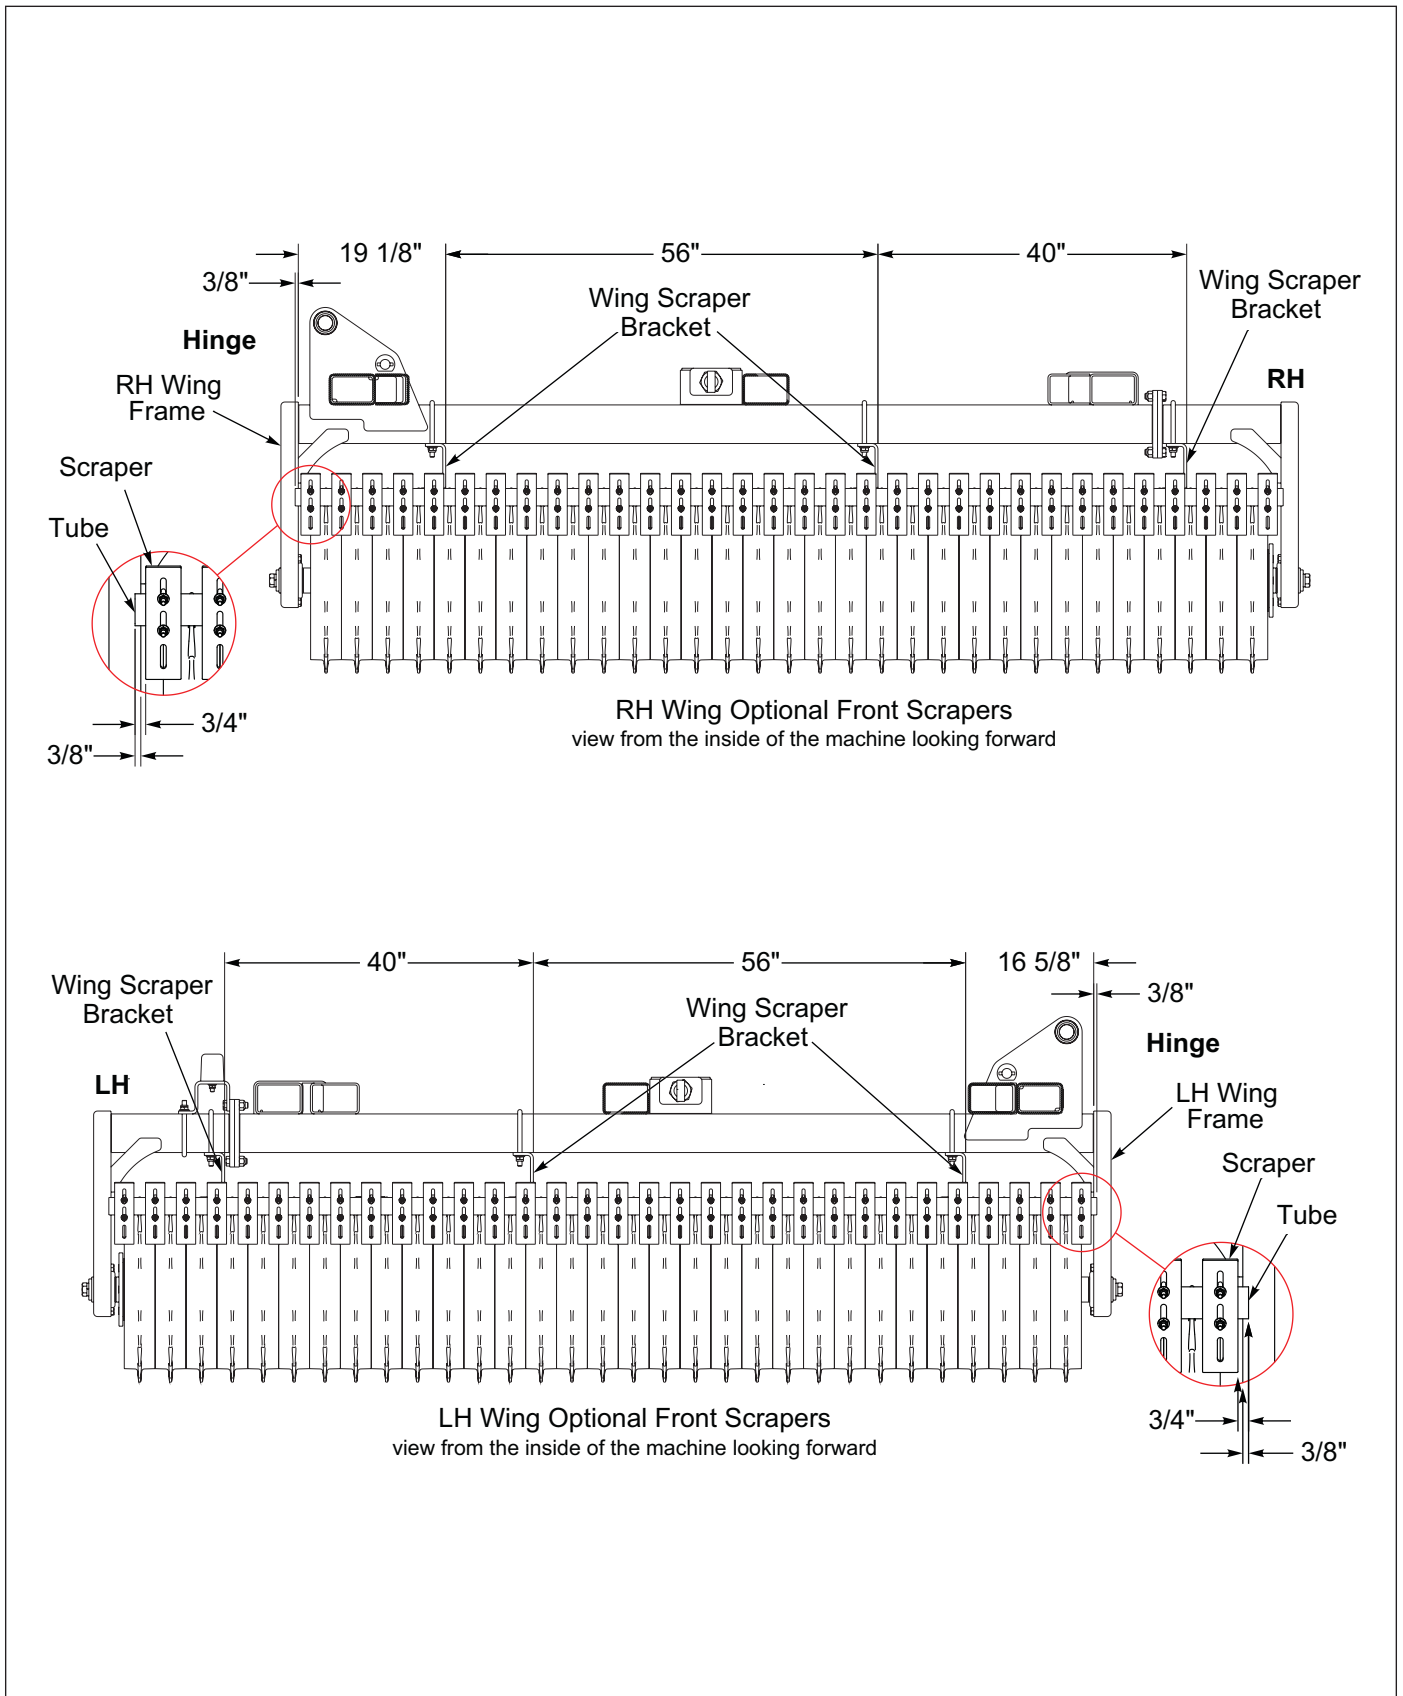 19 1/8"
56"
40"
3/8"
Wing Scraper
Bracket
Wing Scraper
Bracket
Hinge
RH Wing
Frame
RH
Scraper
Tube
3/4"
3/8"
RH Wing Optional Front Scrapers
view from the inside of the machine looking forward
40"
56"
16 5/8"
3/8"
Wing Scraper
Bracket
Wing Scraper
Bracket
Hinge
LH
LH Wing
Frame
Scraper
Tube
3/4"
3/8"
LH Wing Optional Front Scrapers
view from the inside of the machine looking forward